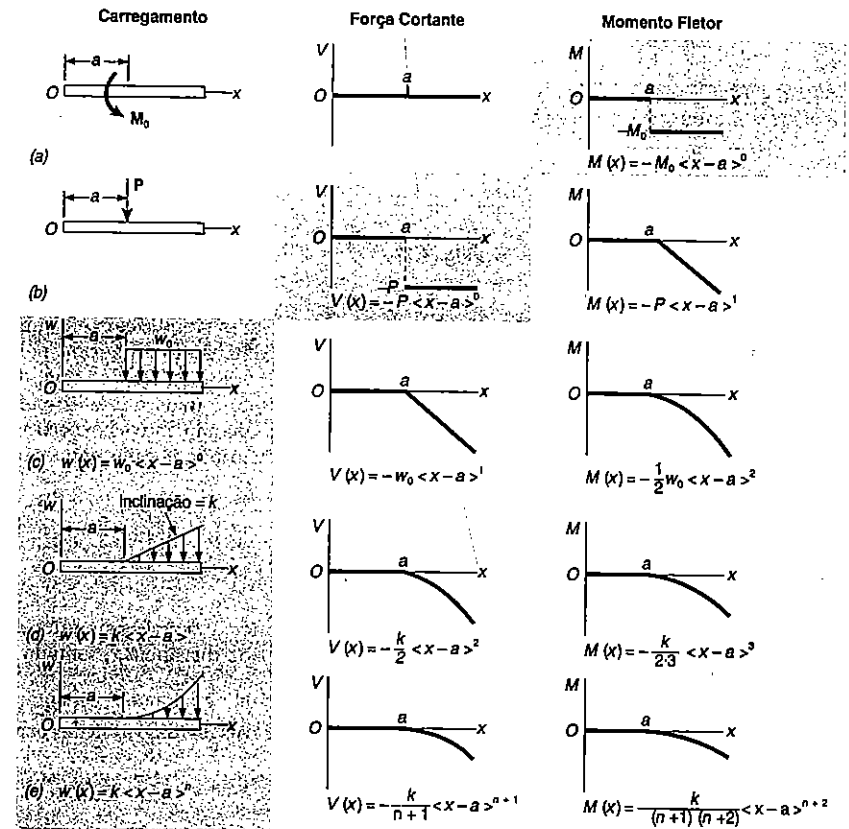 Carregamento Força Cortante Momento Fletor
a
O x
M₀
(a)
V
a
O x
M
a
O x
–M₀
M (x) = –M₀ <x – a>⁰
P
a
O x
(b)
V
a
O x
–P
V (x) = –P <x – a>⁰
M
a
O x
M (x) = –P <x – a>¹
w
a w₀
O x
(c) w (x) = w₀ <x – a>⁰
V
a
O x
V (x) = –w₀ <x – a>¹
M
a
O x
M (x) = –1/2 w₀ <x – a>²
w Inclinação = k
a
O x
(d) w (x) = k <x – a>¹
V
a
O x
V (x) = –k/2 <x – a>²
M
a
O x
M (x) = –k/2·3 <x – a>³
w
a
O x
(e) w (x) = k <x – a>ⁿ
V
a
O x
V (x) = –k/n + 1 <x – a>ⁿ ⁺ ¹
M
a
O x
M (x) = k/(n + 1) (n + 2) <x – a>ⁿ ⁺ ²